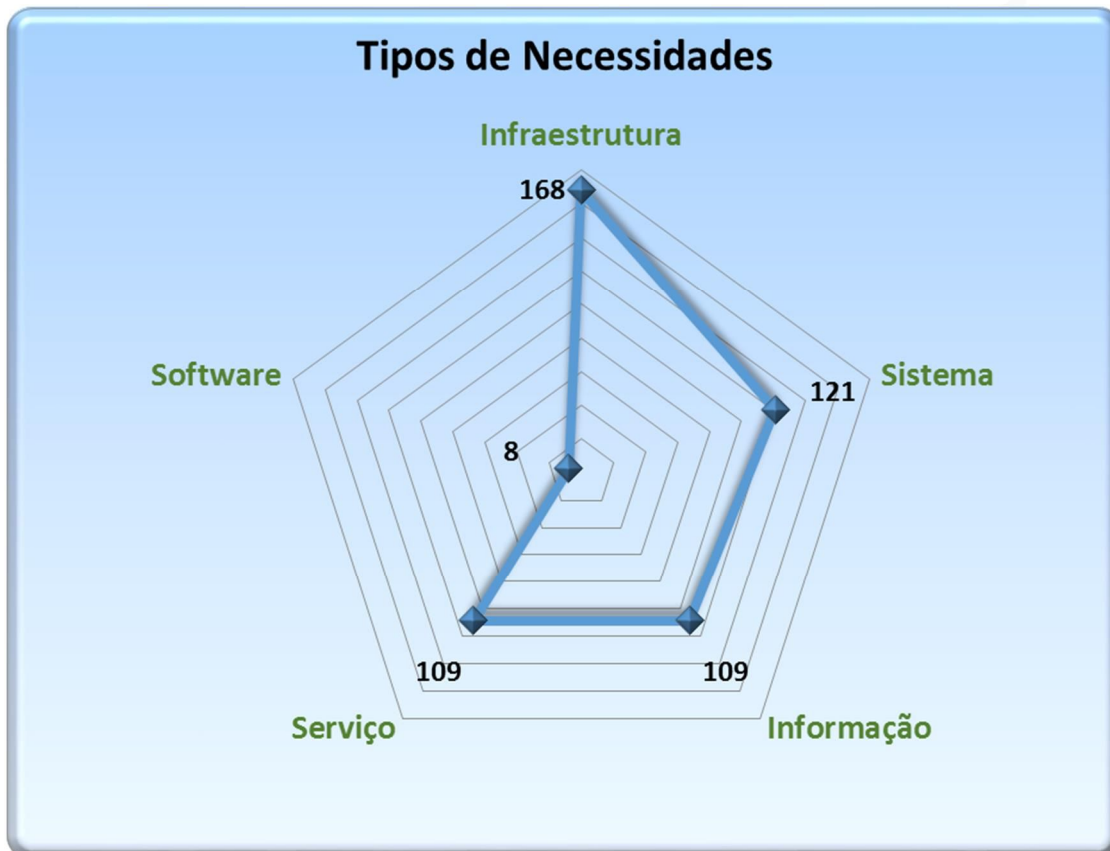 Tipos de Necessidades
Infraestrutura
168
Software
121
Sistema
8
109
109
Serviço
Informação